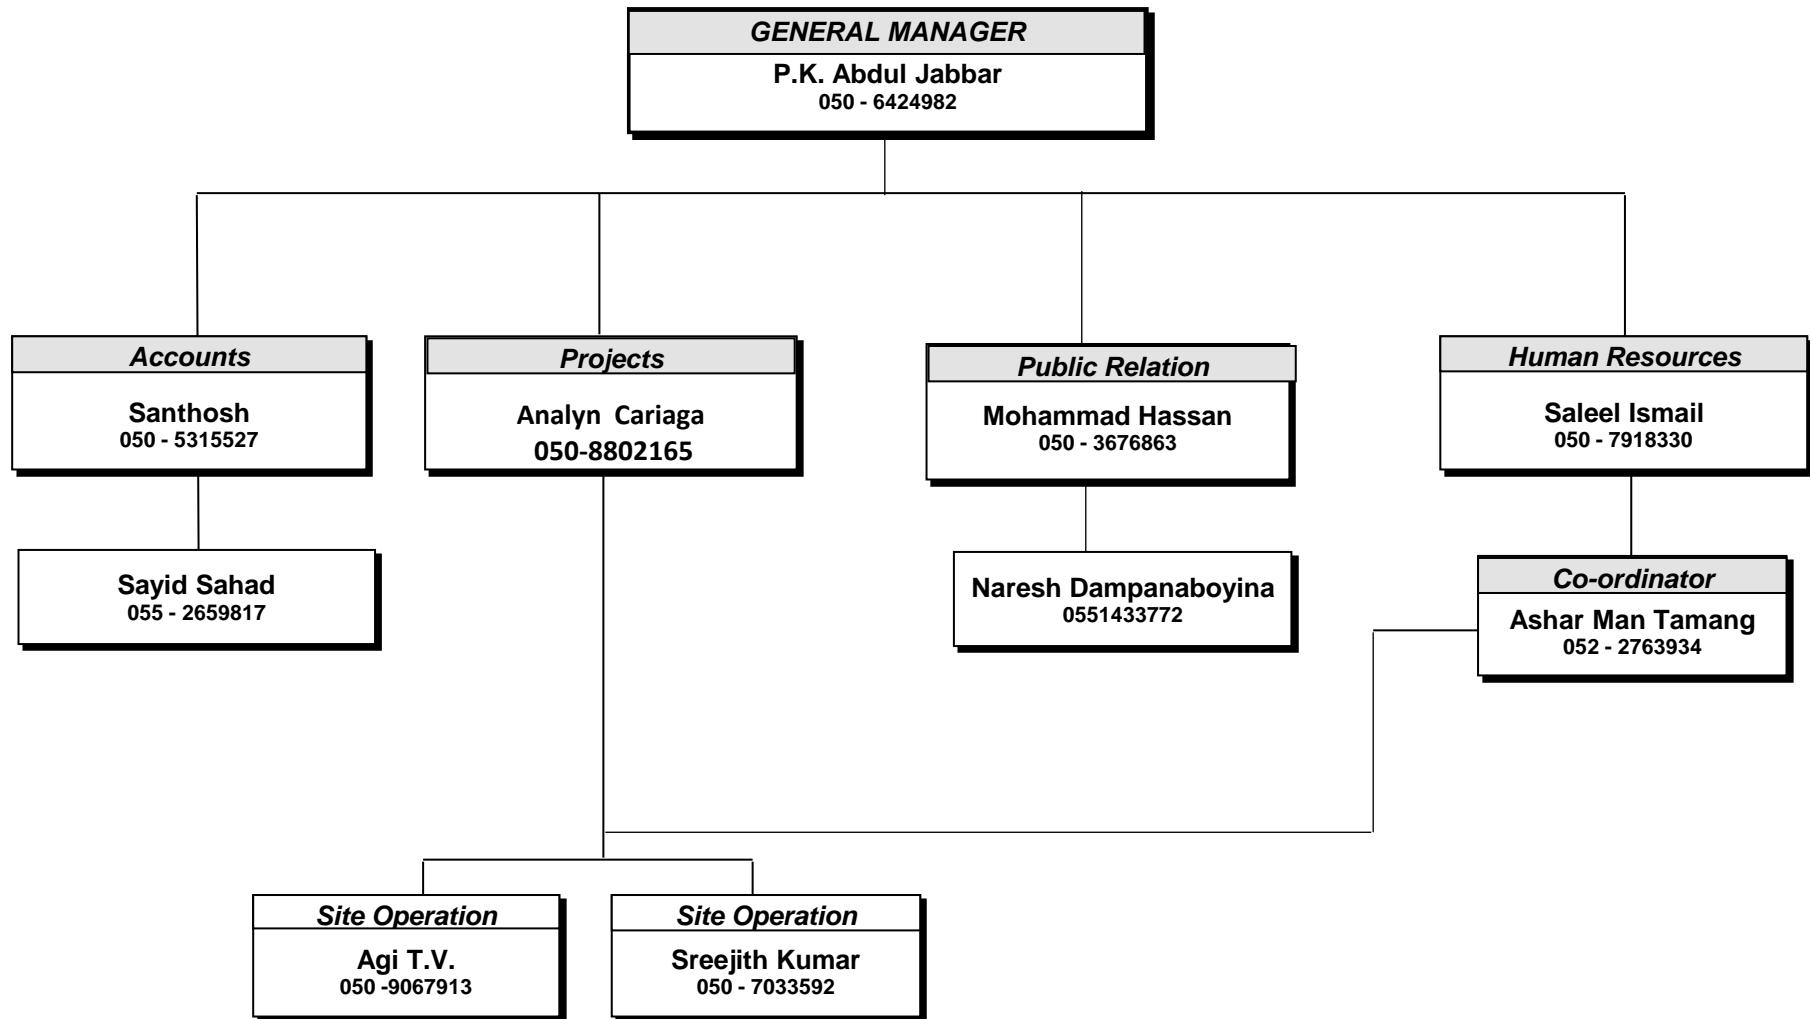 GENERAL MANAGER
P.K. Abdul Jabbar
050 - 6424982
Accounts
Santhosh
050 - 5315527
Projects
Analyn  Cariaga
050-8802165
Public Relation
Mohammad Hassan
050 - 3676863
Human Resources
Saleel Ismail
050 - 7918330
Sayid Sahad
055 - 2659817
Naresh Dampanaboyina
0551433772
Co-ordinator
Ashar Man Tamang
052 - 2763934
Site Operation
Agi T.V.
050 -9067913
Site Operation
Sreejith Kumar
050 - 7033592